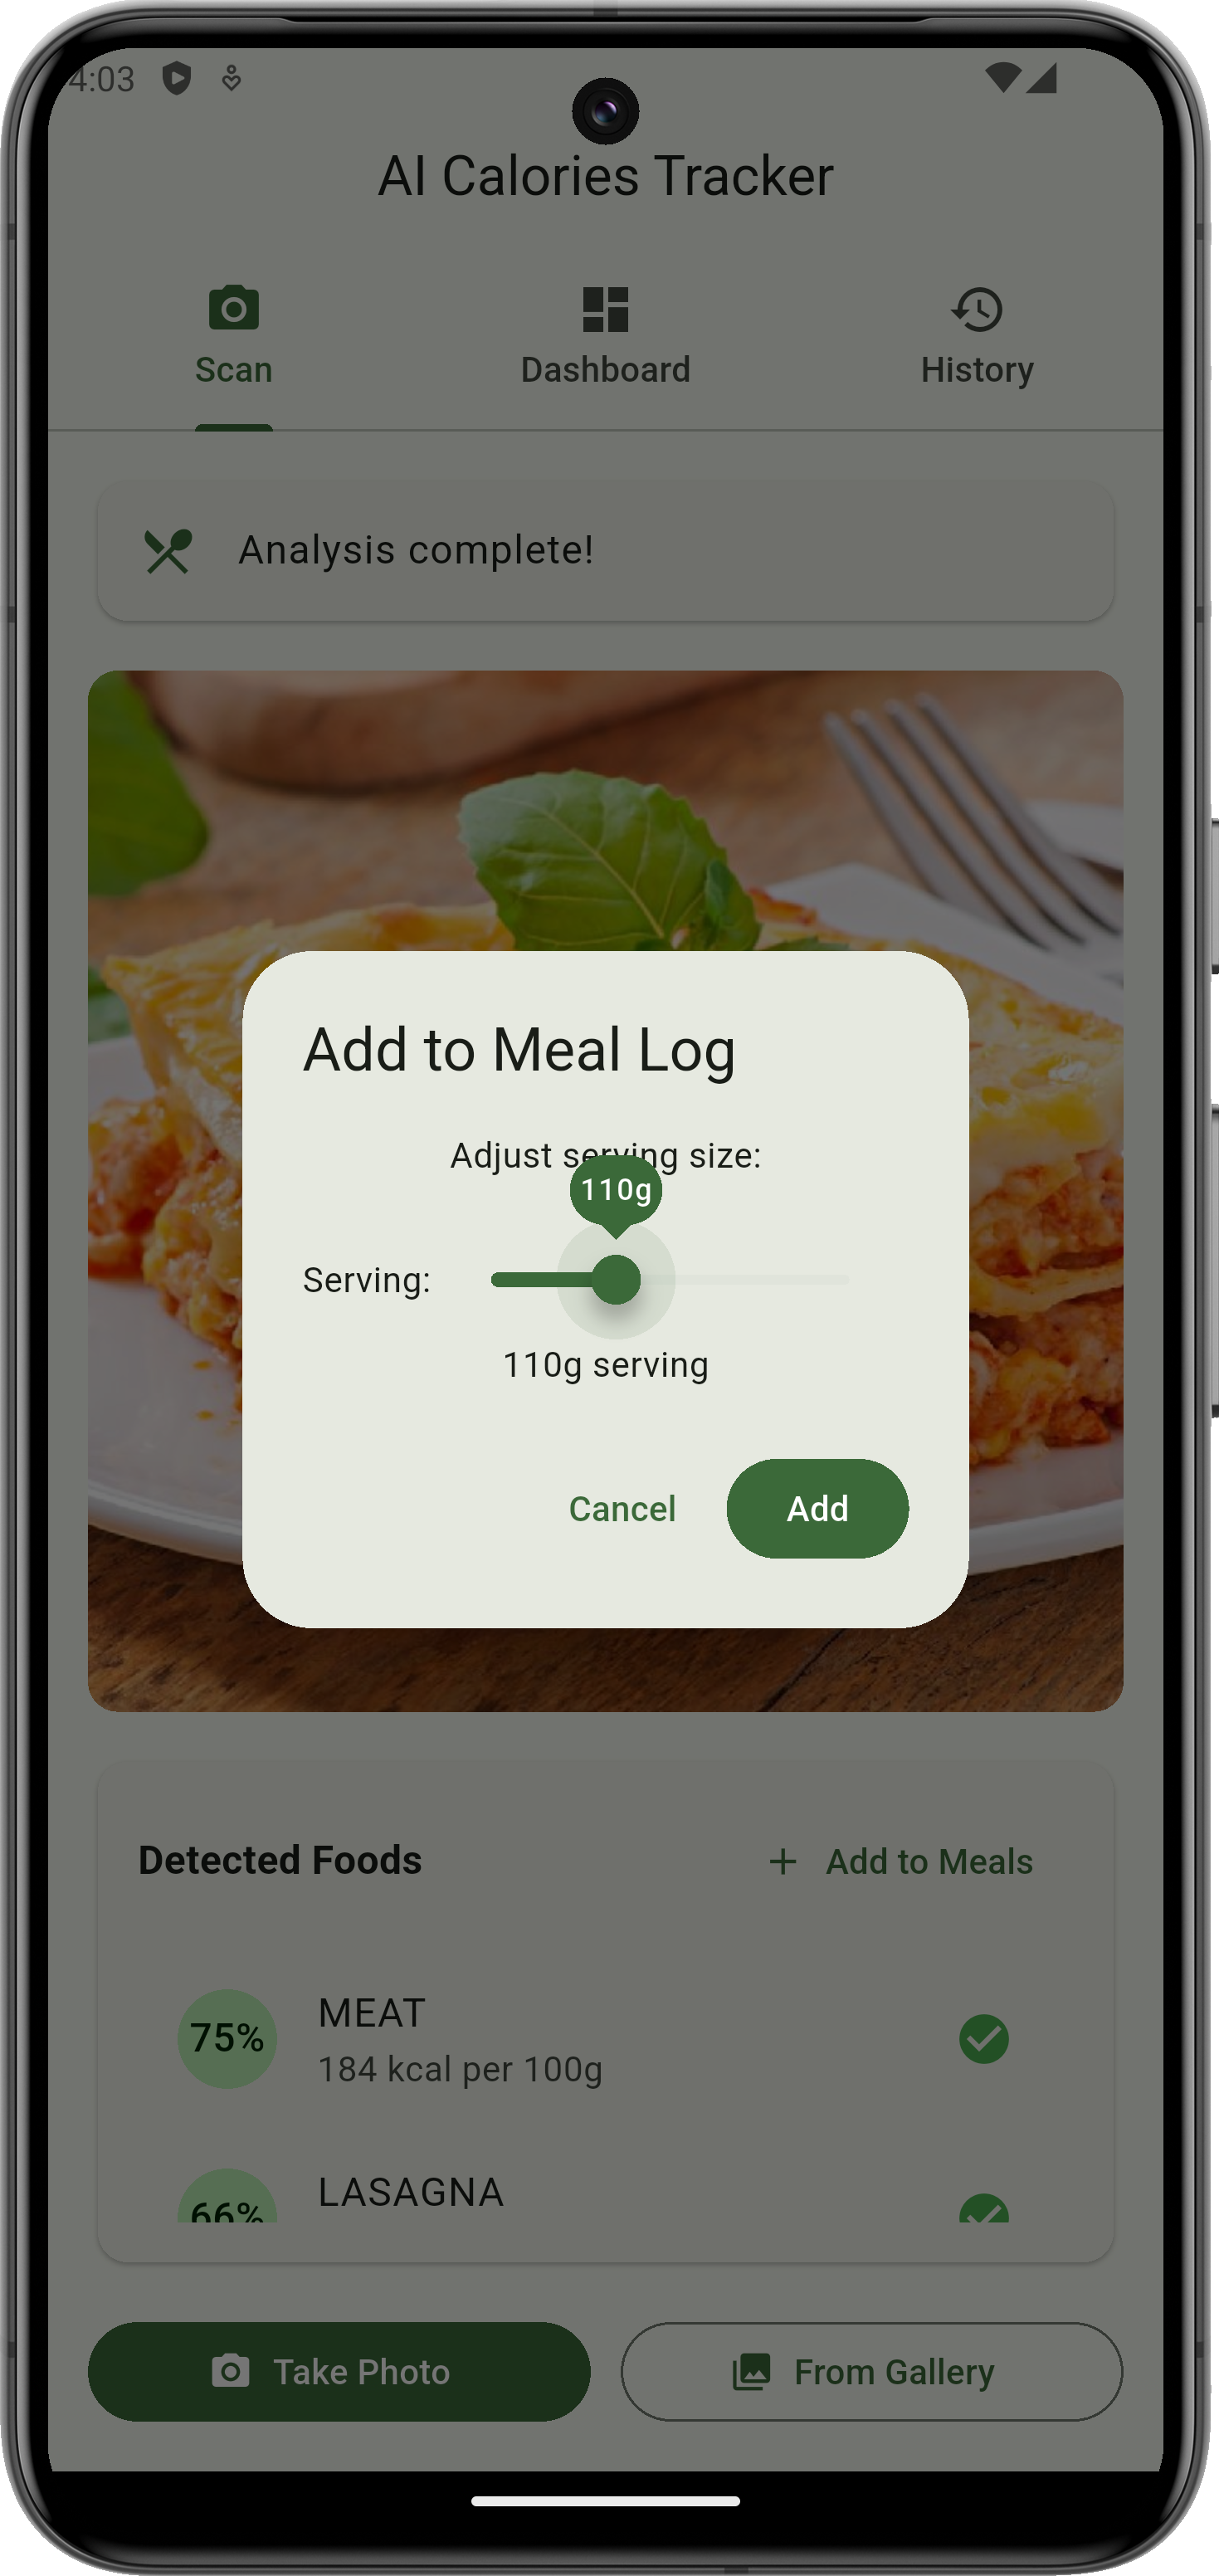 4:03
AI Calories Tracker
Scan
Dashboard
History
Analysis complete!
Add to Meal Log
Adjust serving size:
110g
Serving:
110g serving
Cancel
Add
Detected Foods
+ Add to Meals
75%
MEAT
184 kcal per 100g
66%
LASAGNA
Take Photo
From Gallery